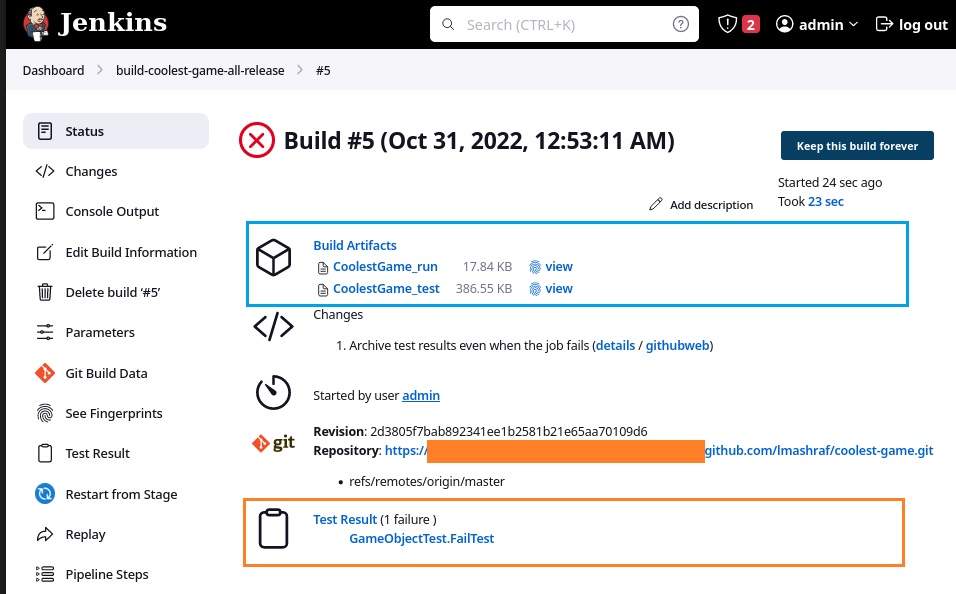 Jenkins
Search (CTRL+K)
2
admin
log out
Dashboard > build-coolest-game-all-release > #5
Status
Changes
Console Output
Edit Build Information
Delete build ‘#5’
Parameters
Git Build Data
See Fingerprints
Test Result
Restart from Stage
Replay
Pipeline Steps
Build #5 (Oct 31, 2022, 12:53:11 AM)
Keep this build forever
Started 24 sec ago
Took 23 sec
Add description
Build Artifacts
CoolestGame_run 17.84 KB view
CoolestGame_test 386.55 KB view
Changes
1. Archive test results even when the job fails (details / githubweb)
Started by user admin
git
Revision: 2d3805f7bab892341ee1b2581b21e65aa70109d6
Repository: https:// github.com/lmashraf/coolest-game.git
• refs/remotes/origin/master
Test Result (1 failure )
GameObjectTest.FailTest